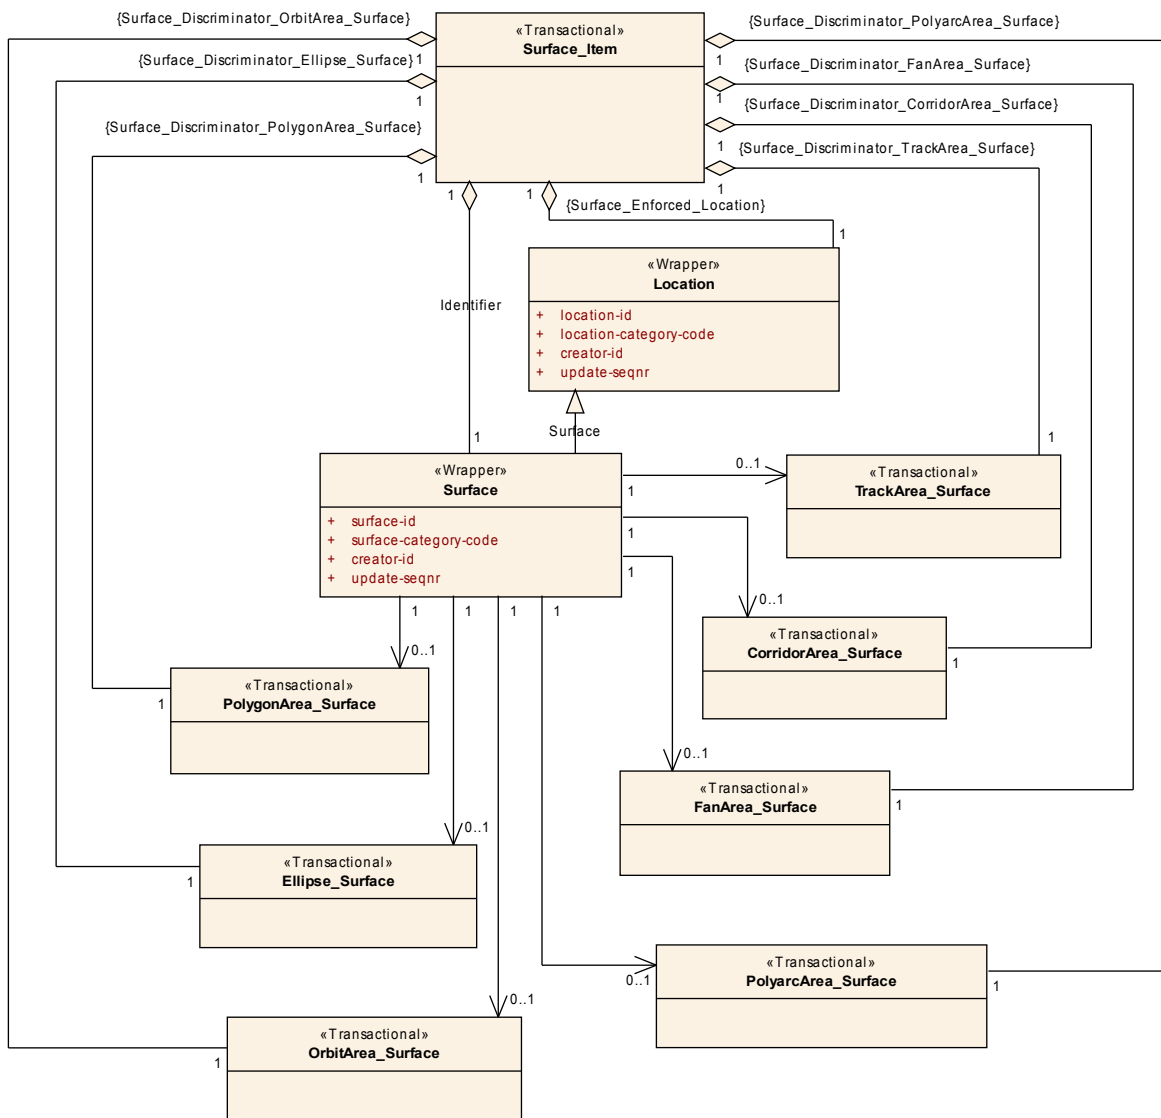 {Surface_Discriminator_OrbitArea_Surface}
1
{Surface_Discriminator_Ellipse_Surface}
1
{Surface_Discriminator_PolygonArea_Surface}
1
«Transactional»
Surface_Item
{Surface_Discriminator_PolyarcArea_Surface}
1
{Surface_Discriminator_FanArea_Surface}
1
{Surface_Discriminator_CorridorArea_Surface}
1
{Surface_Discriminator_TrackArea_Surface}
1
1
1
{Surface_Enforced_Location}
1
«Wrapper»
Location
+ location-id
+ location-category-code
+ creator-id
+ update-seqnr
Identifier
Surface
1
1
«Wrapper»
Surface
+ surface-id
+ surface-category-code
+ creator-id
+ update-seqnr
0..1
1
1
1
«Transactional»
TrackArea_Surface
1
1
1
1
0..1
0..1
«Transactional»
CorridorArea_Surface
1
«Transactional»
PolygonArea_Surface
1
0..1
«Transactional»
FanArea_Surface
1
0..1
«Transactional»
Ellipse_Surface
1
0..1
«Transactional»
PolyarcArea_Surface
1
0..1
«Transactional»
OrbitArea_Surface
1